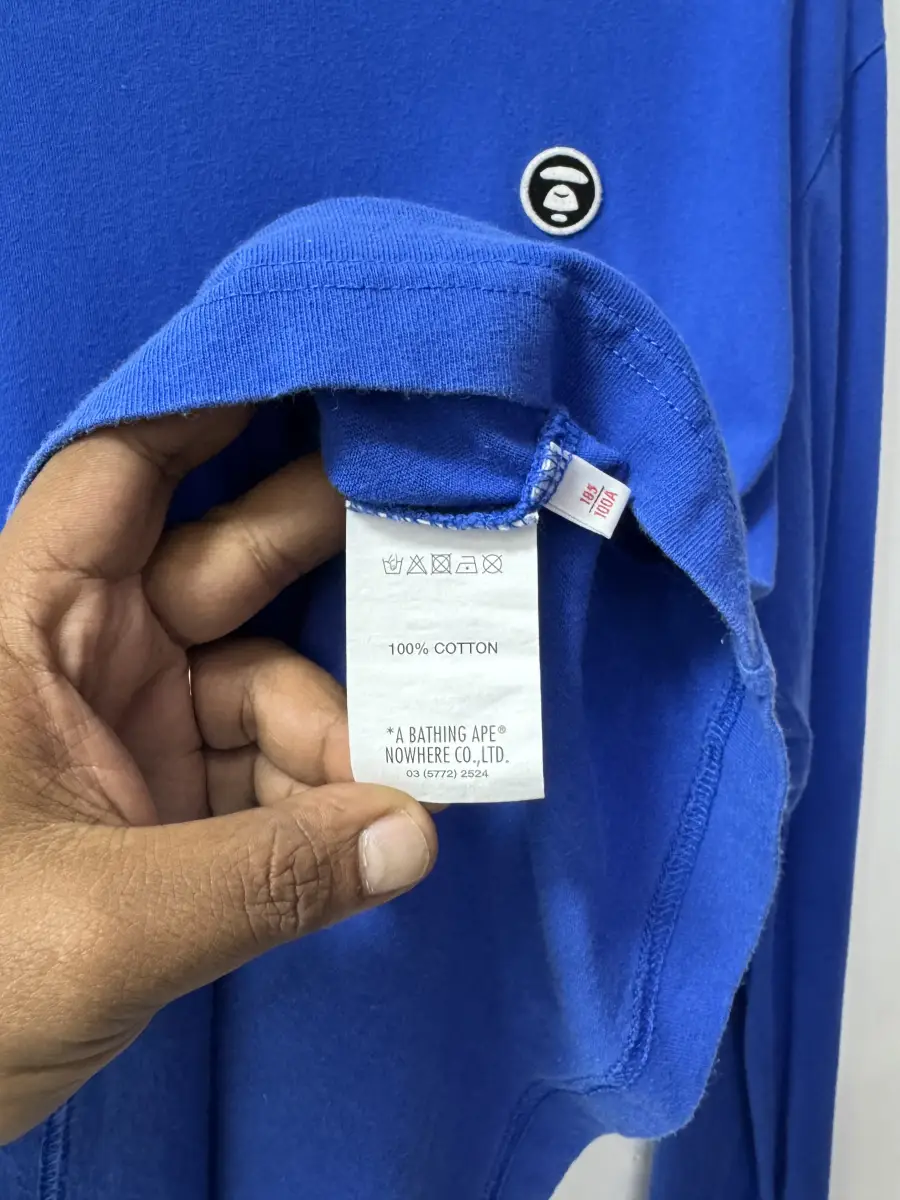 185
100A
100% COTTON
*A BATHING APE®
NOWHERE CO.,LTD.
03 (5772) 2524